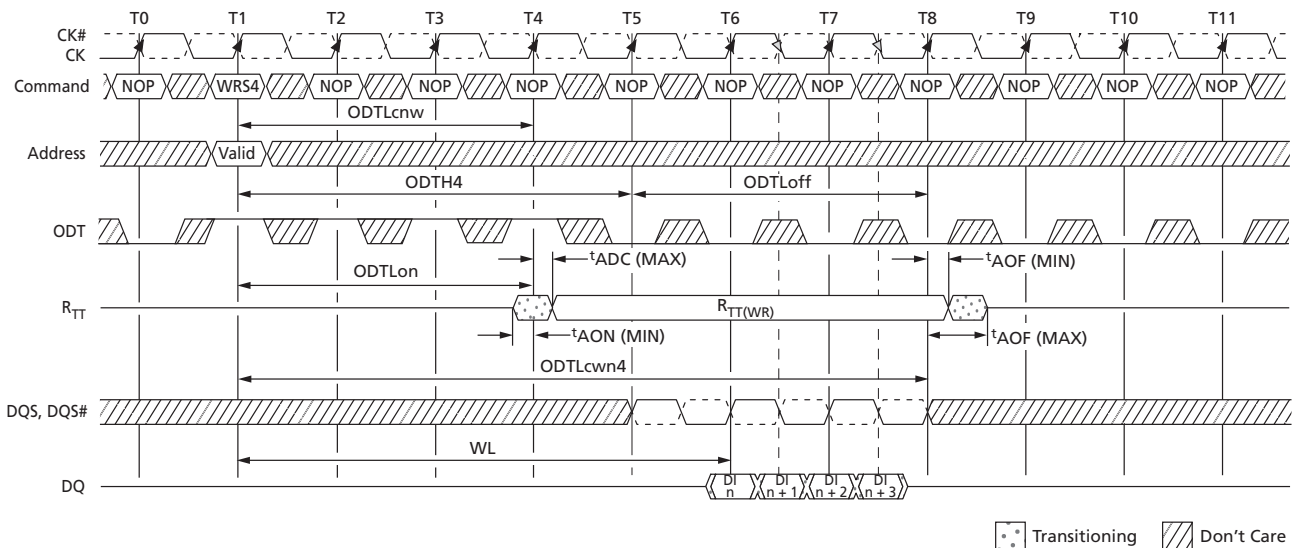 T0 T1 T2 T3 T4 T5 T6 T7 T8 T9 T10 T11
CK#
CK
Command NOP WRS4 NOP NOP NOP NOP NOP NOP NOP NOP NOP NOP
ODTLcnw
Address Valid
ODTH4 ODTLoff
ODT
tADC (MAX) tAOF (MIN)
ODTLon
RTT RTT(WR)
tAON (MIN) tAOF (MAX)
ODTLcwn4
DQS, DQS#
WL
DQ DI n DI n + 1 DI n + 2 DI n + 3
Transitioning Don't Care